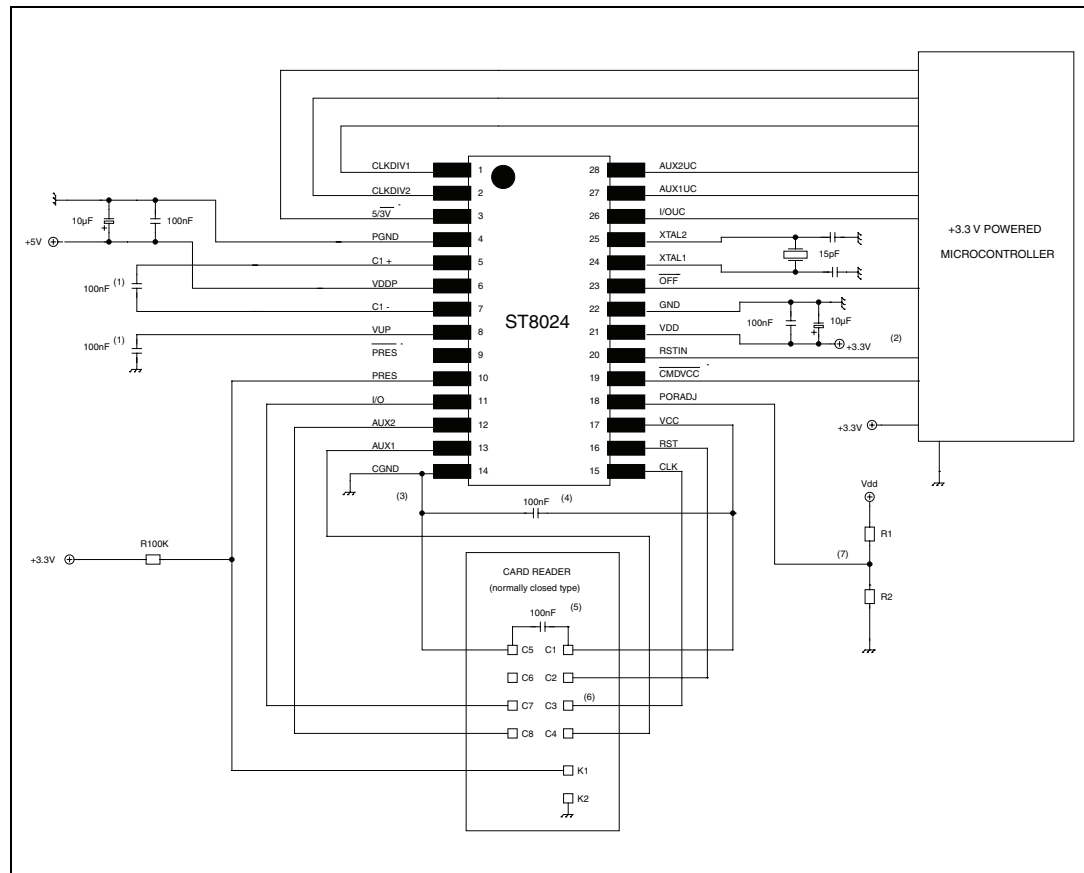 CLKDIV1
1
28
AUX2UC
CLKDIV2
2
27
AUX1UC
5/3V
3
26
I/OUC
+3.3 V POWERED
MICROCONTROLLER
10µF
+
100nF
PGND
4
25
XTAL2
15pF
+5V
C1 +
5
24
XTAL1
100nF (1)
VDDP
6
23
OFF
C1 -
7
22
GND
100nF
10µF
+
ST8024
100nF (1)
VUP
8
21
VDD
+3.3V (2)
PRES
9
20
RSTIN
PRES
10
19
CMDVCC
I/O
11
18
PORADJ
AUX2
12
17
VCC
+3.3V
AUX1
13
16
RST
CGND
14
15
CLK
Vdd
(3)
100nF (4)
R1
+3.3V
R100K
(7)
CARD READER
(normally closed type)
R2
100nF (5)
C5 C1
C6 C2
C7 C3 (6)
C8 C4
K1
K2